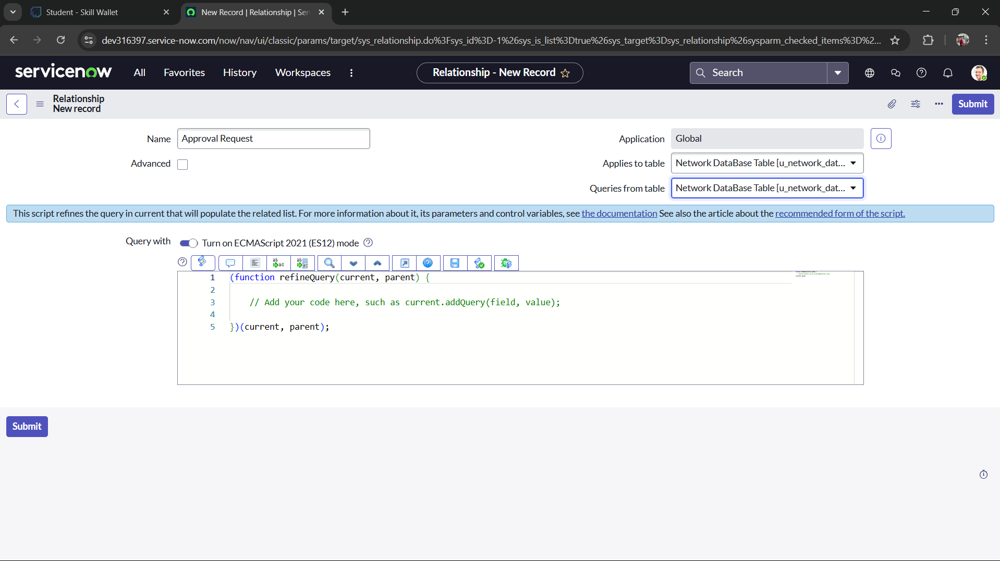 Student - Skill Wallet
New Record | Relationship | Ser
dev316397.service-now.com/now/nav/ui/classic/params/target/sys_relationship.do%3Fsys_id%3D-1%26sys_is_list%3Dtrue%26sys_target%3Dsys_relationship%26sysparm_checked_items%3D%2...
servicenow
All
Favorites
History
Workspaces
Relationship - New Record
Search
Relationship
New record
Submit
Name
Approval Request
Application
Global
Advanced
Applies to table
Network DataBase Table [u_network_dat...
Queries from table
Network DataBase Table [u_network_dat...
This script refines the query in current that will populate the related list. For more information about it, its parameters and control variables, see the documentation See also the article about the recommended form of the script.
Query with
Turn on ECMAScript 2021 (ES12) mode
1 (function refineQuery(current, parent) {
2
3 // Add your code here, such as current.addQuery(field, value);
4
5 })(current, parent);
Submit